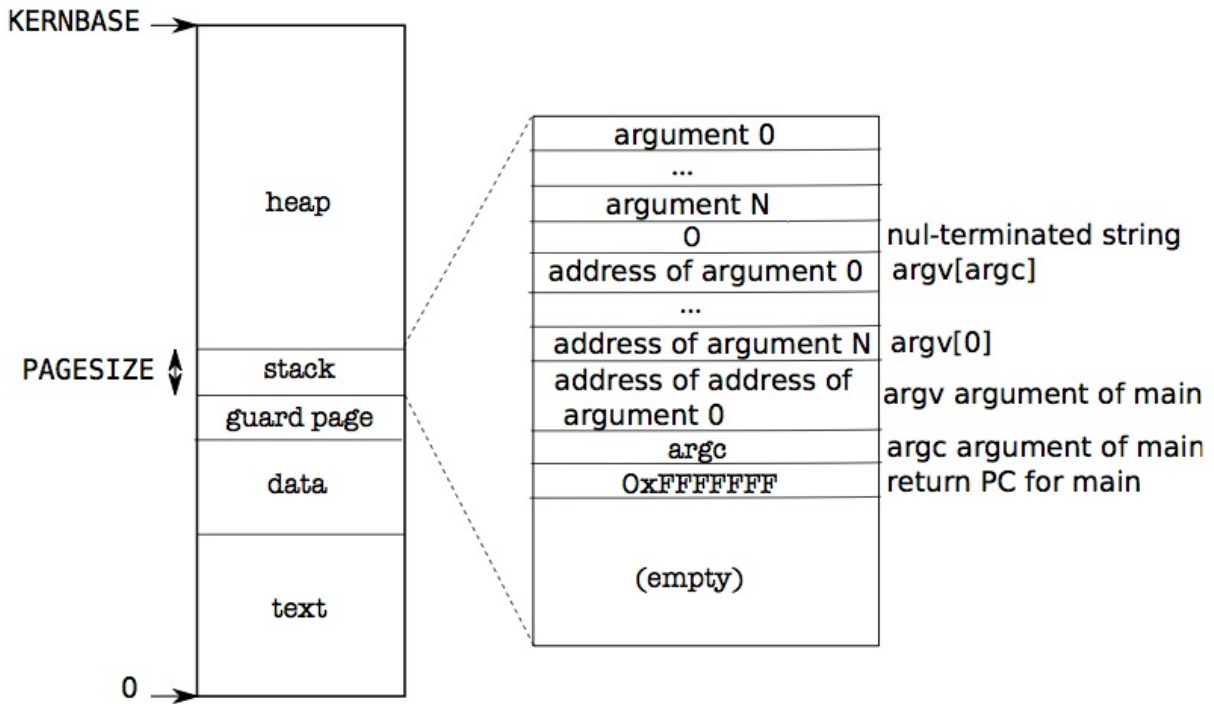 KERNBASE
heap
PAGESIZE
stack
guard page
data
text
0
argument 0
...
argument N
0
nul-terminated string
address of argument 0
argv[argc]
...
address of argument N
argv[0]
address of address of
argument 0
argv argument of main
argc
argc argument of main
0xFFFFFFF
return PC for main
(empty)